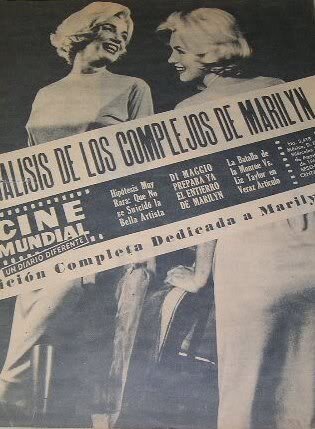 ALISIS DE LOS COMPLEJOS DE MARILYN
CINE
MUNDIAL
UN DIARIO DIFERENTE
Hipótesis Muy
Rara: Que No
se Suicidó la
Bella Artista
DI MAGGIO
PREPARA YA
EL ENTIERRO
DE MARILYN
La Batalla de
la Monroe Vs.
Liz Taylor en
Veraz Artículo
ición Completa Dedicada a Marilyn